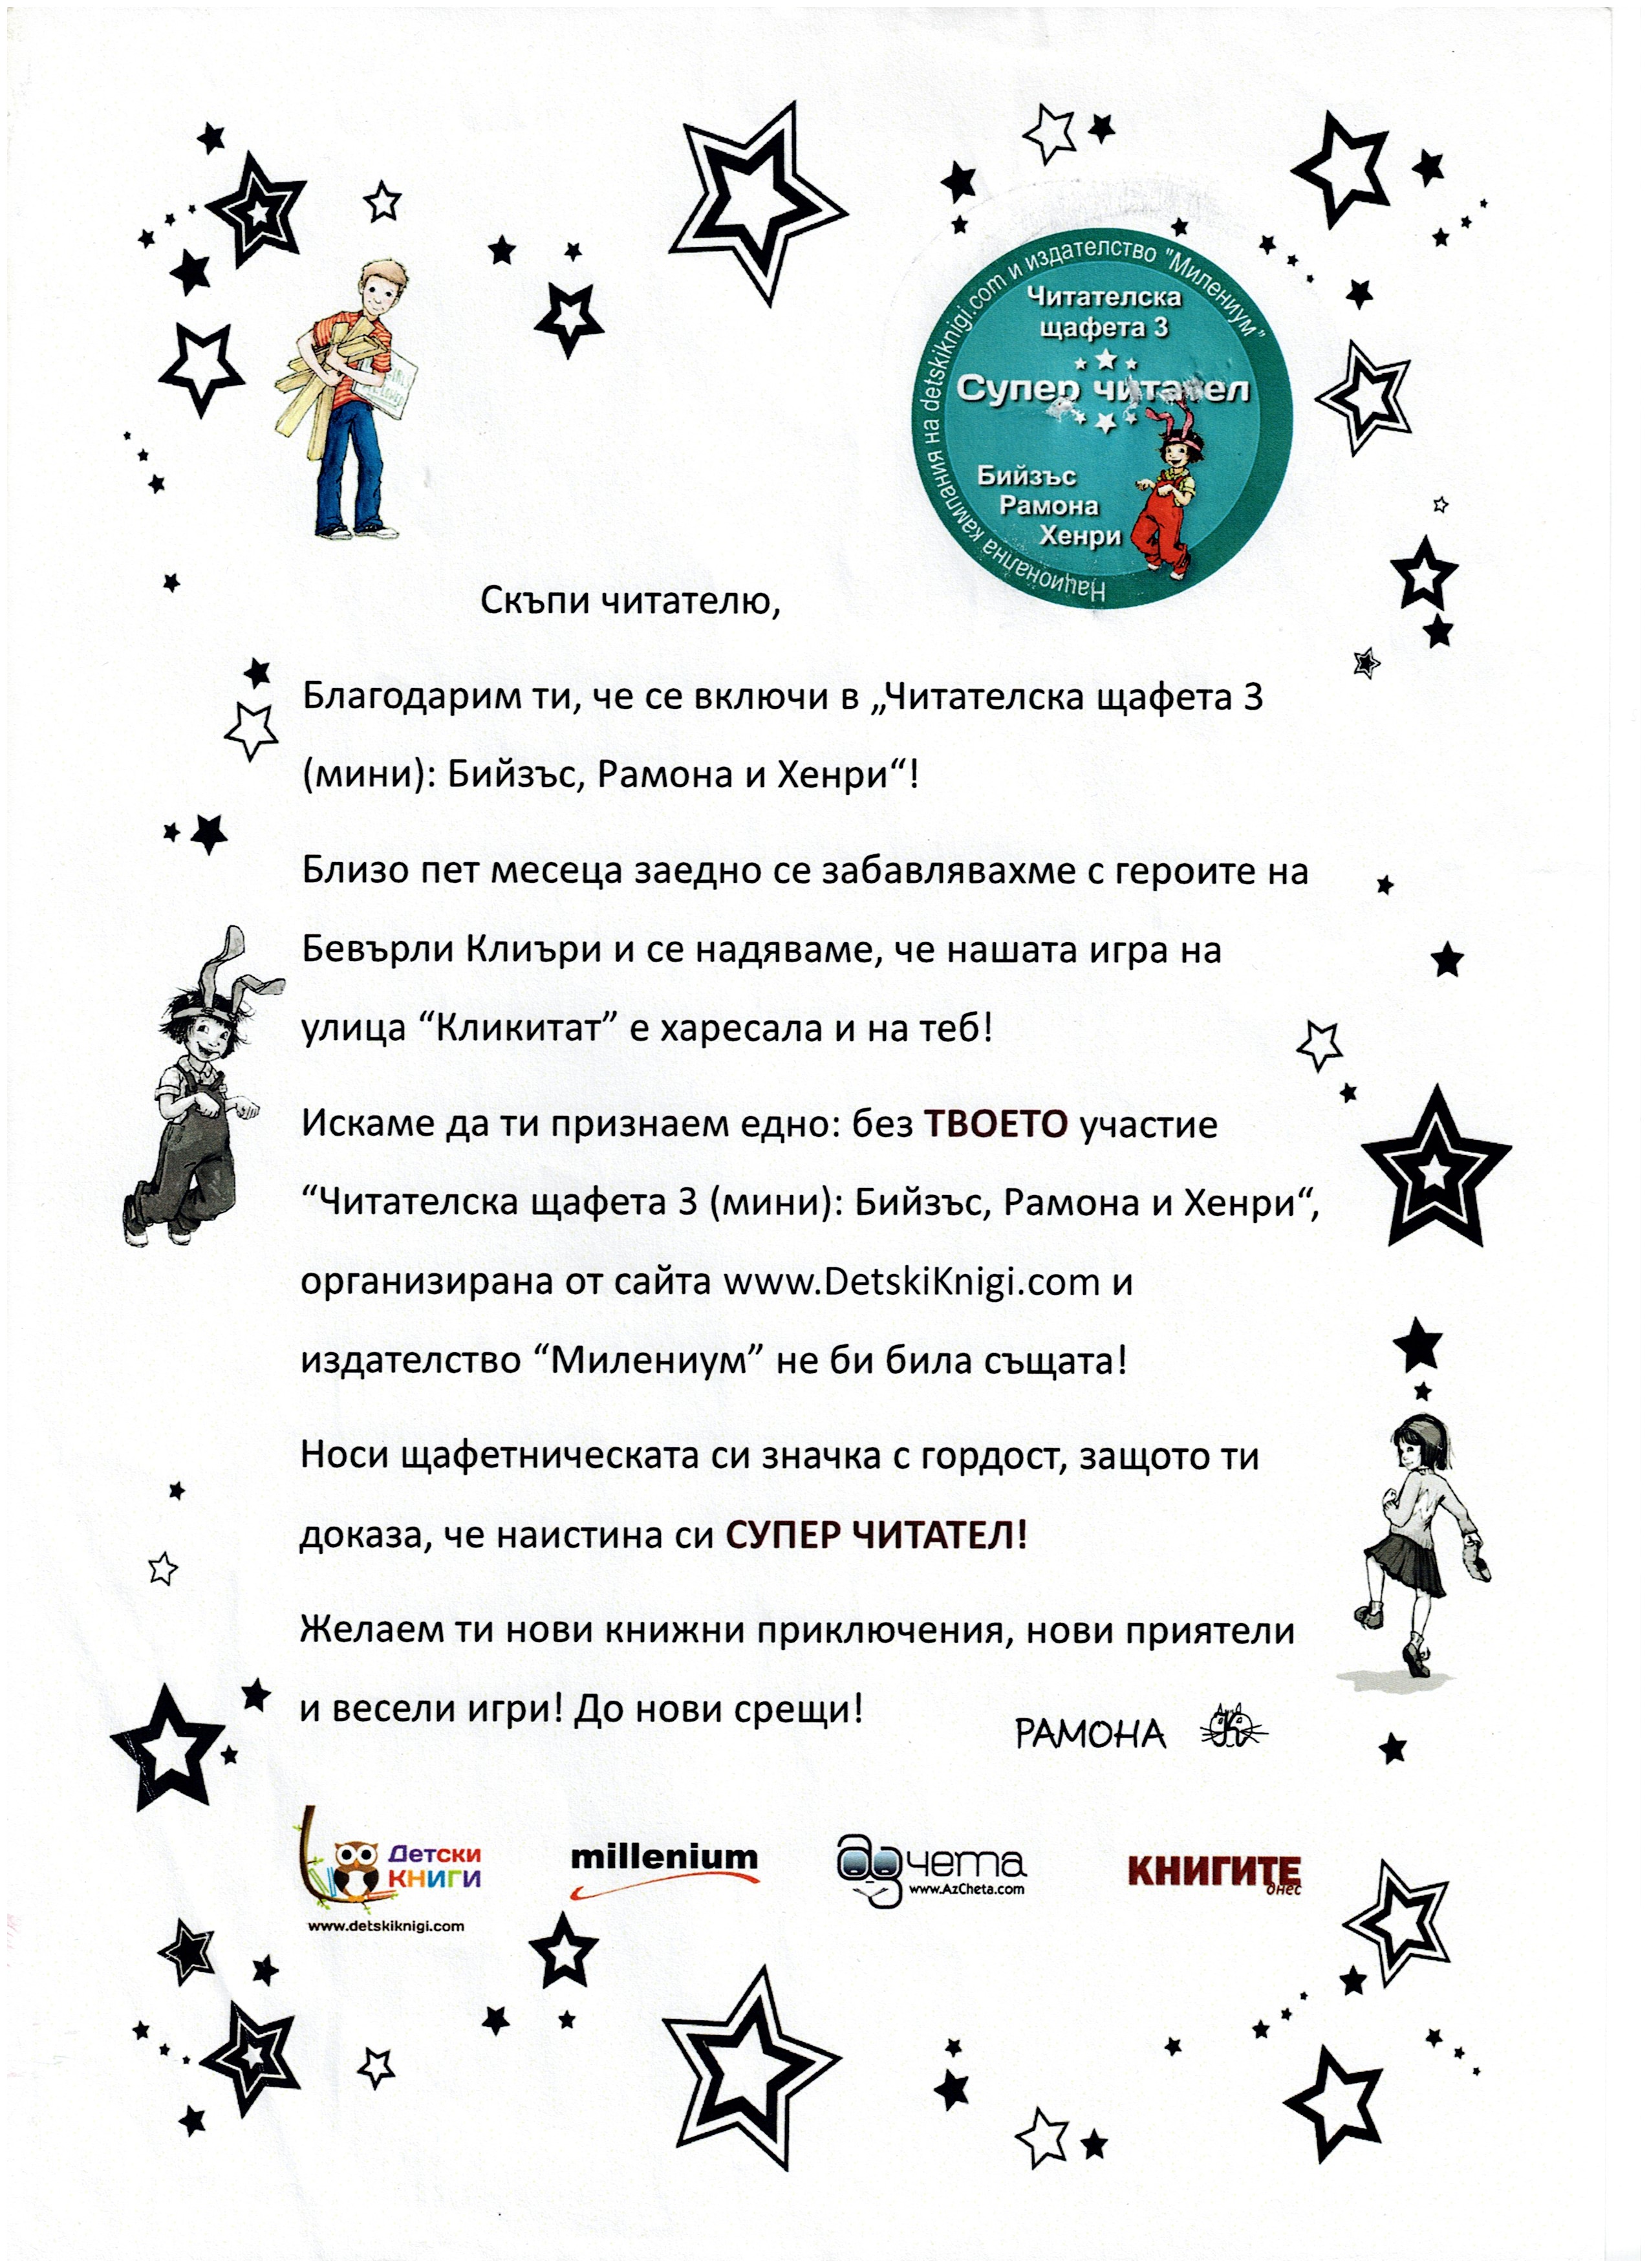 Национална кампания на detskiknigi.com и издателство "Милениум"
Читателска
щафета 3
Супер читател
Бийзъс
Рамона
Хенри
Скъпи читателю,
Благодарим ти, че се включи в „Читателска щафета 3
(мини): Бийзъс, Рамона и Хенри“!
Близо пет месеца заедно се забавлявахме с героите на
Бевърли Клиъри и се надяваме, че нашата игра на
улица “Кликитат” е харесала и на теб!
Искаме да ти признаем едно: без ТВОЕТО участие
“Читателска щафета 3 (мини): Бийзъс, Рамона и Хенри“,
организирана от сайта www.DetskiKnigi.com и
издателство “Милениум” не би била същата!
Носи щафетническата си значка с гордост, защото ти
доказа, че наистина си СУПЕР ЧИТАТЕЛ!
Желаем ти нови книжни приключения, нови приятели
и весели игри! До нови срещи!
РАМОНА
Детски
книги
www.detskiknigi.com
millenium
Аз чета
www.AzCheta.com
КНИГИТЕ
днес